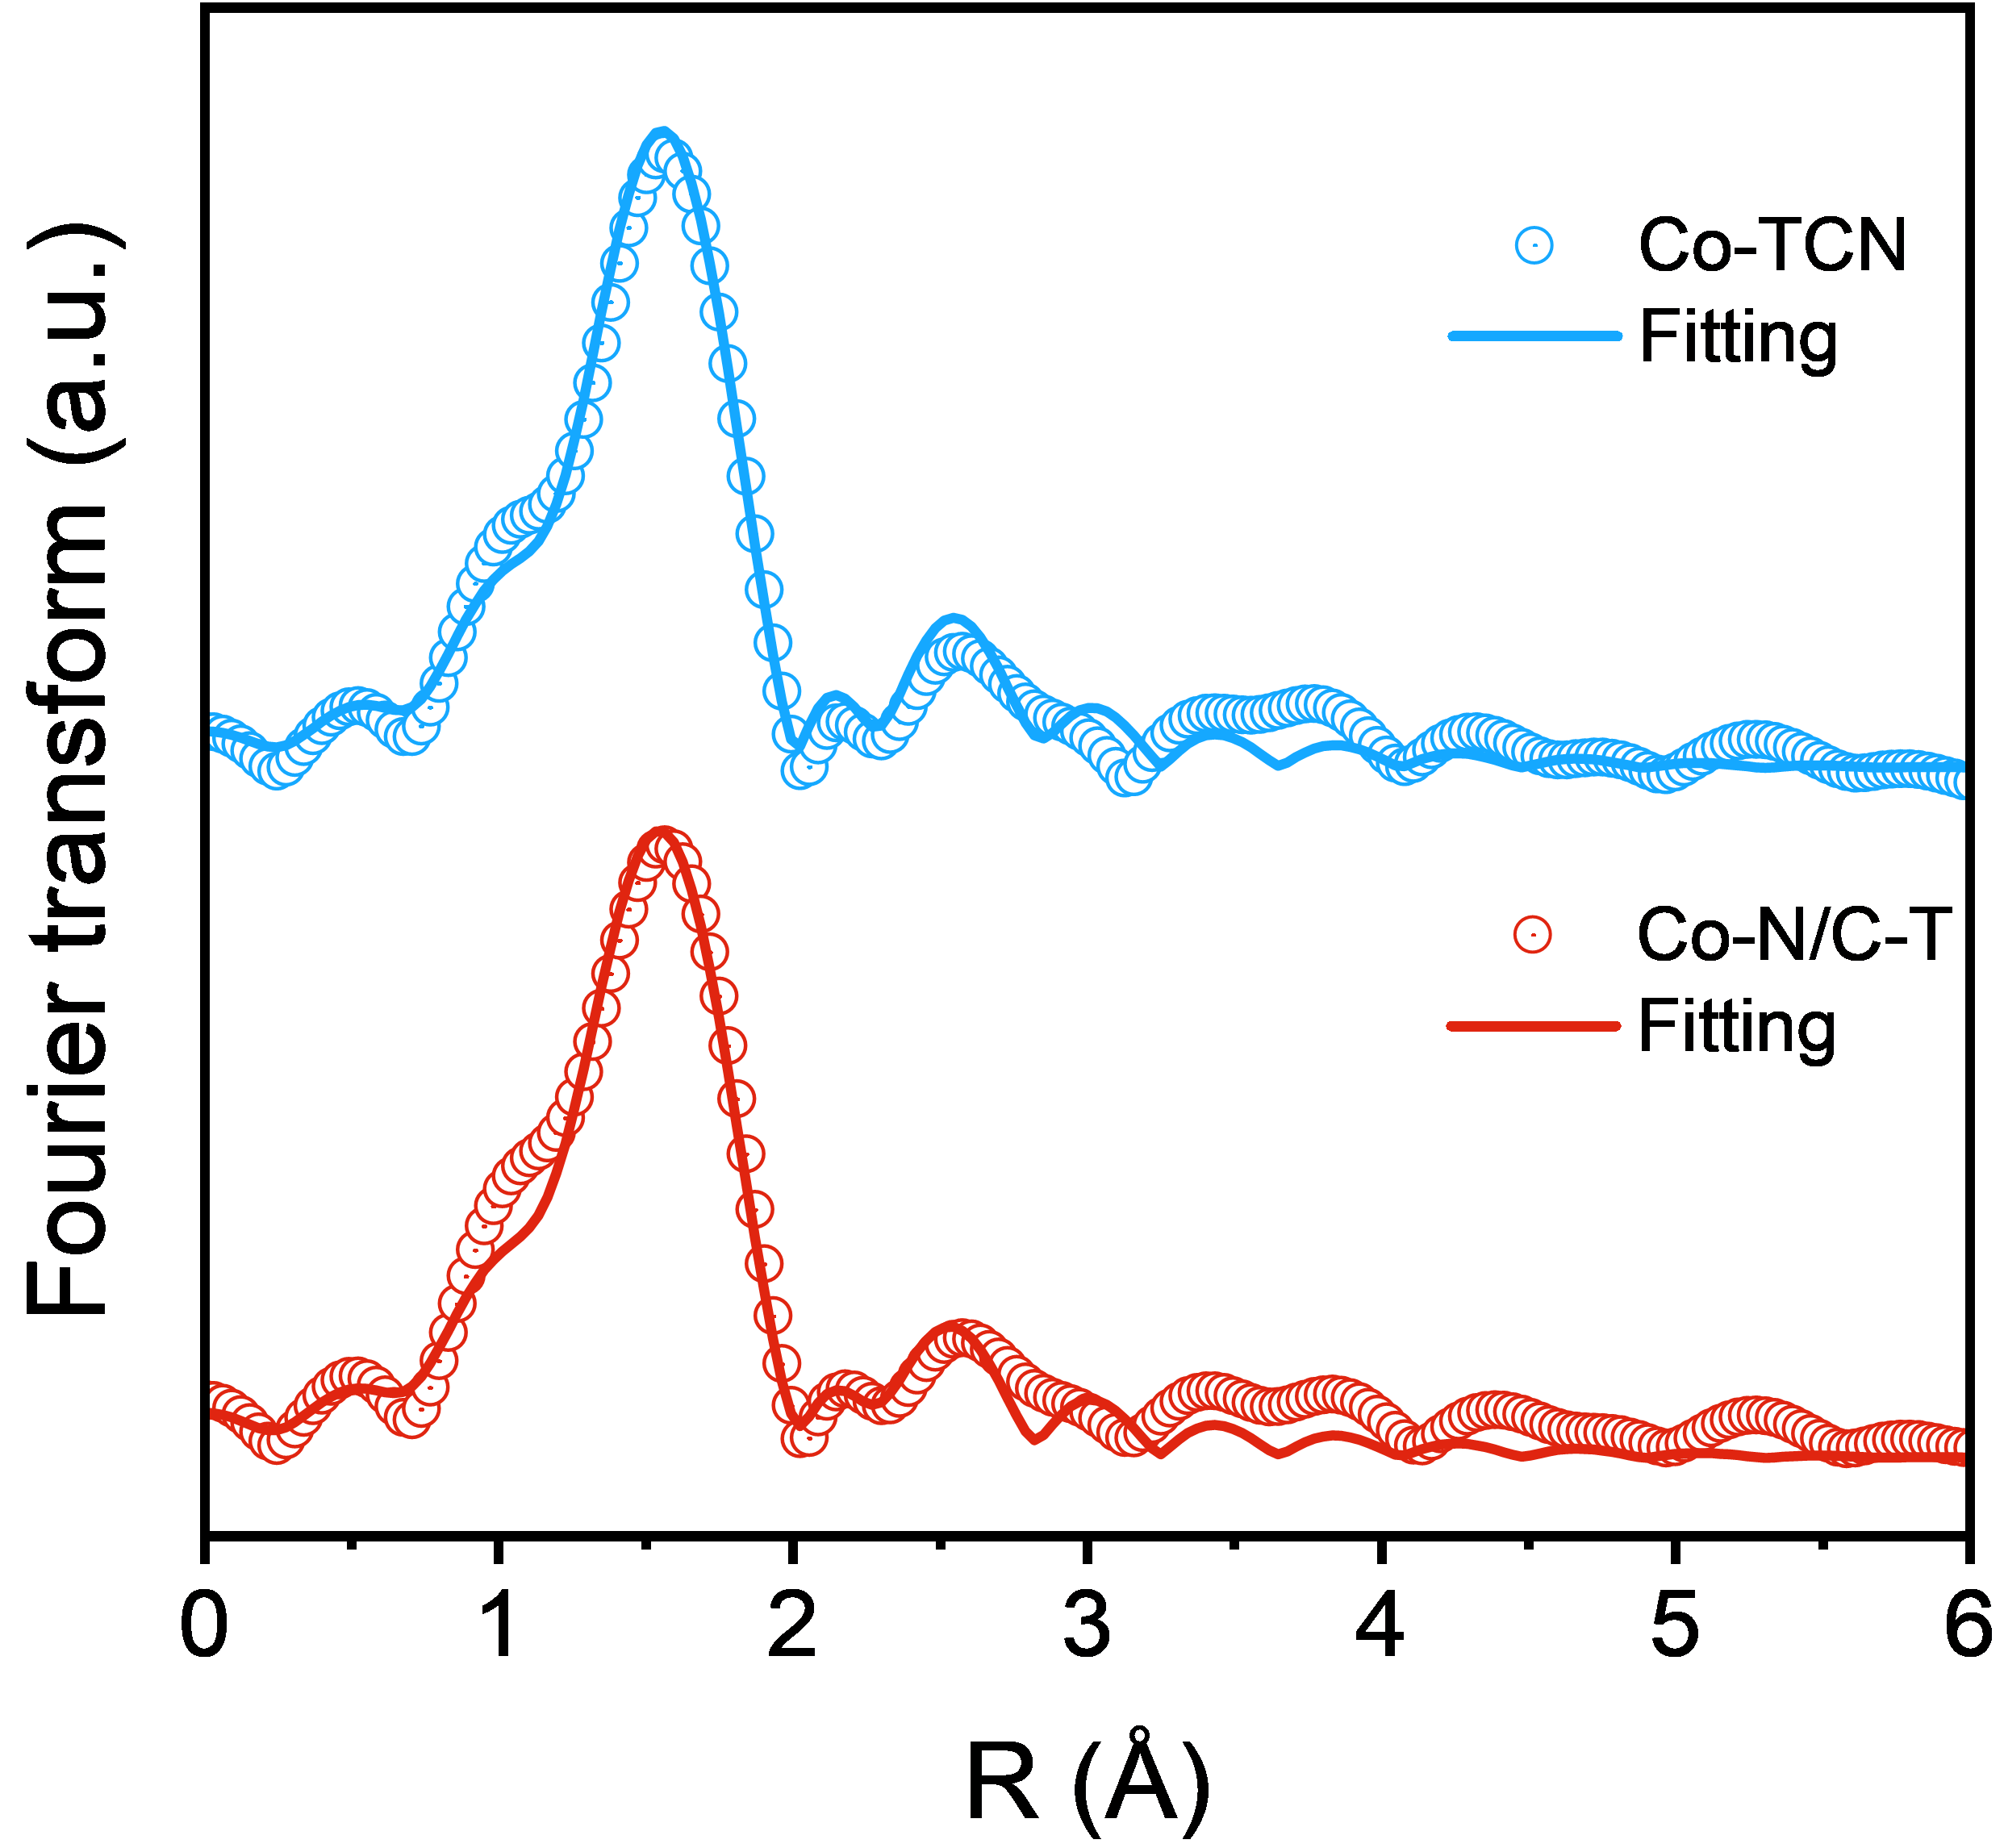 Fourier transform (a.u.)
Co-TCN
Fitting
Co-N/C-T
Fitting
0 1 2 3 4 5 6
R (Å)